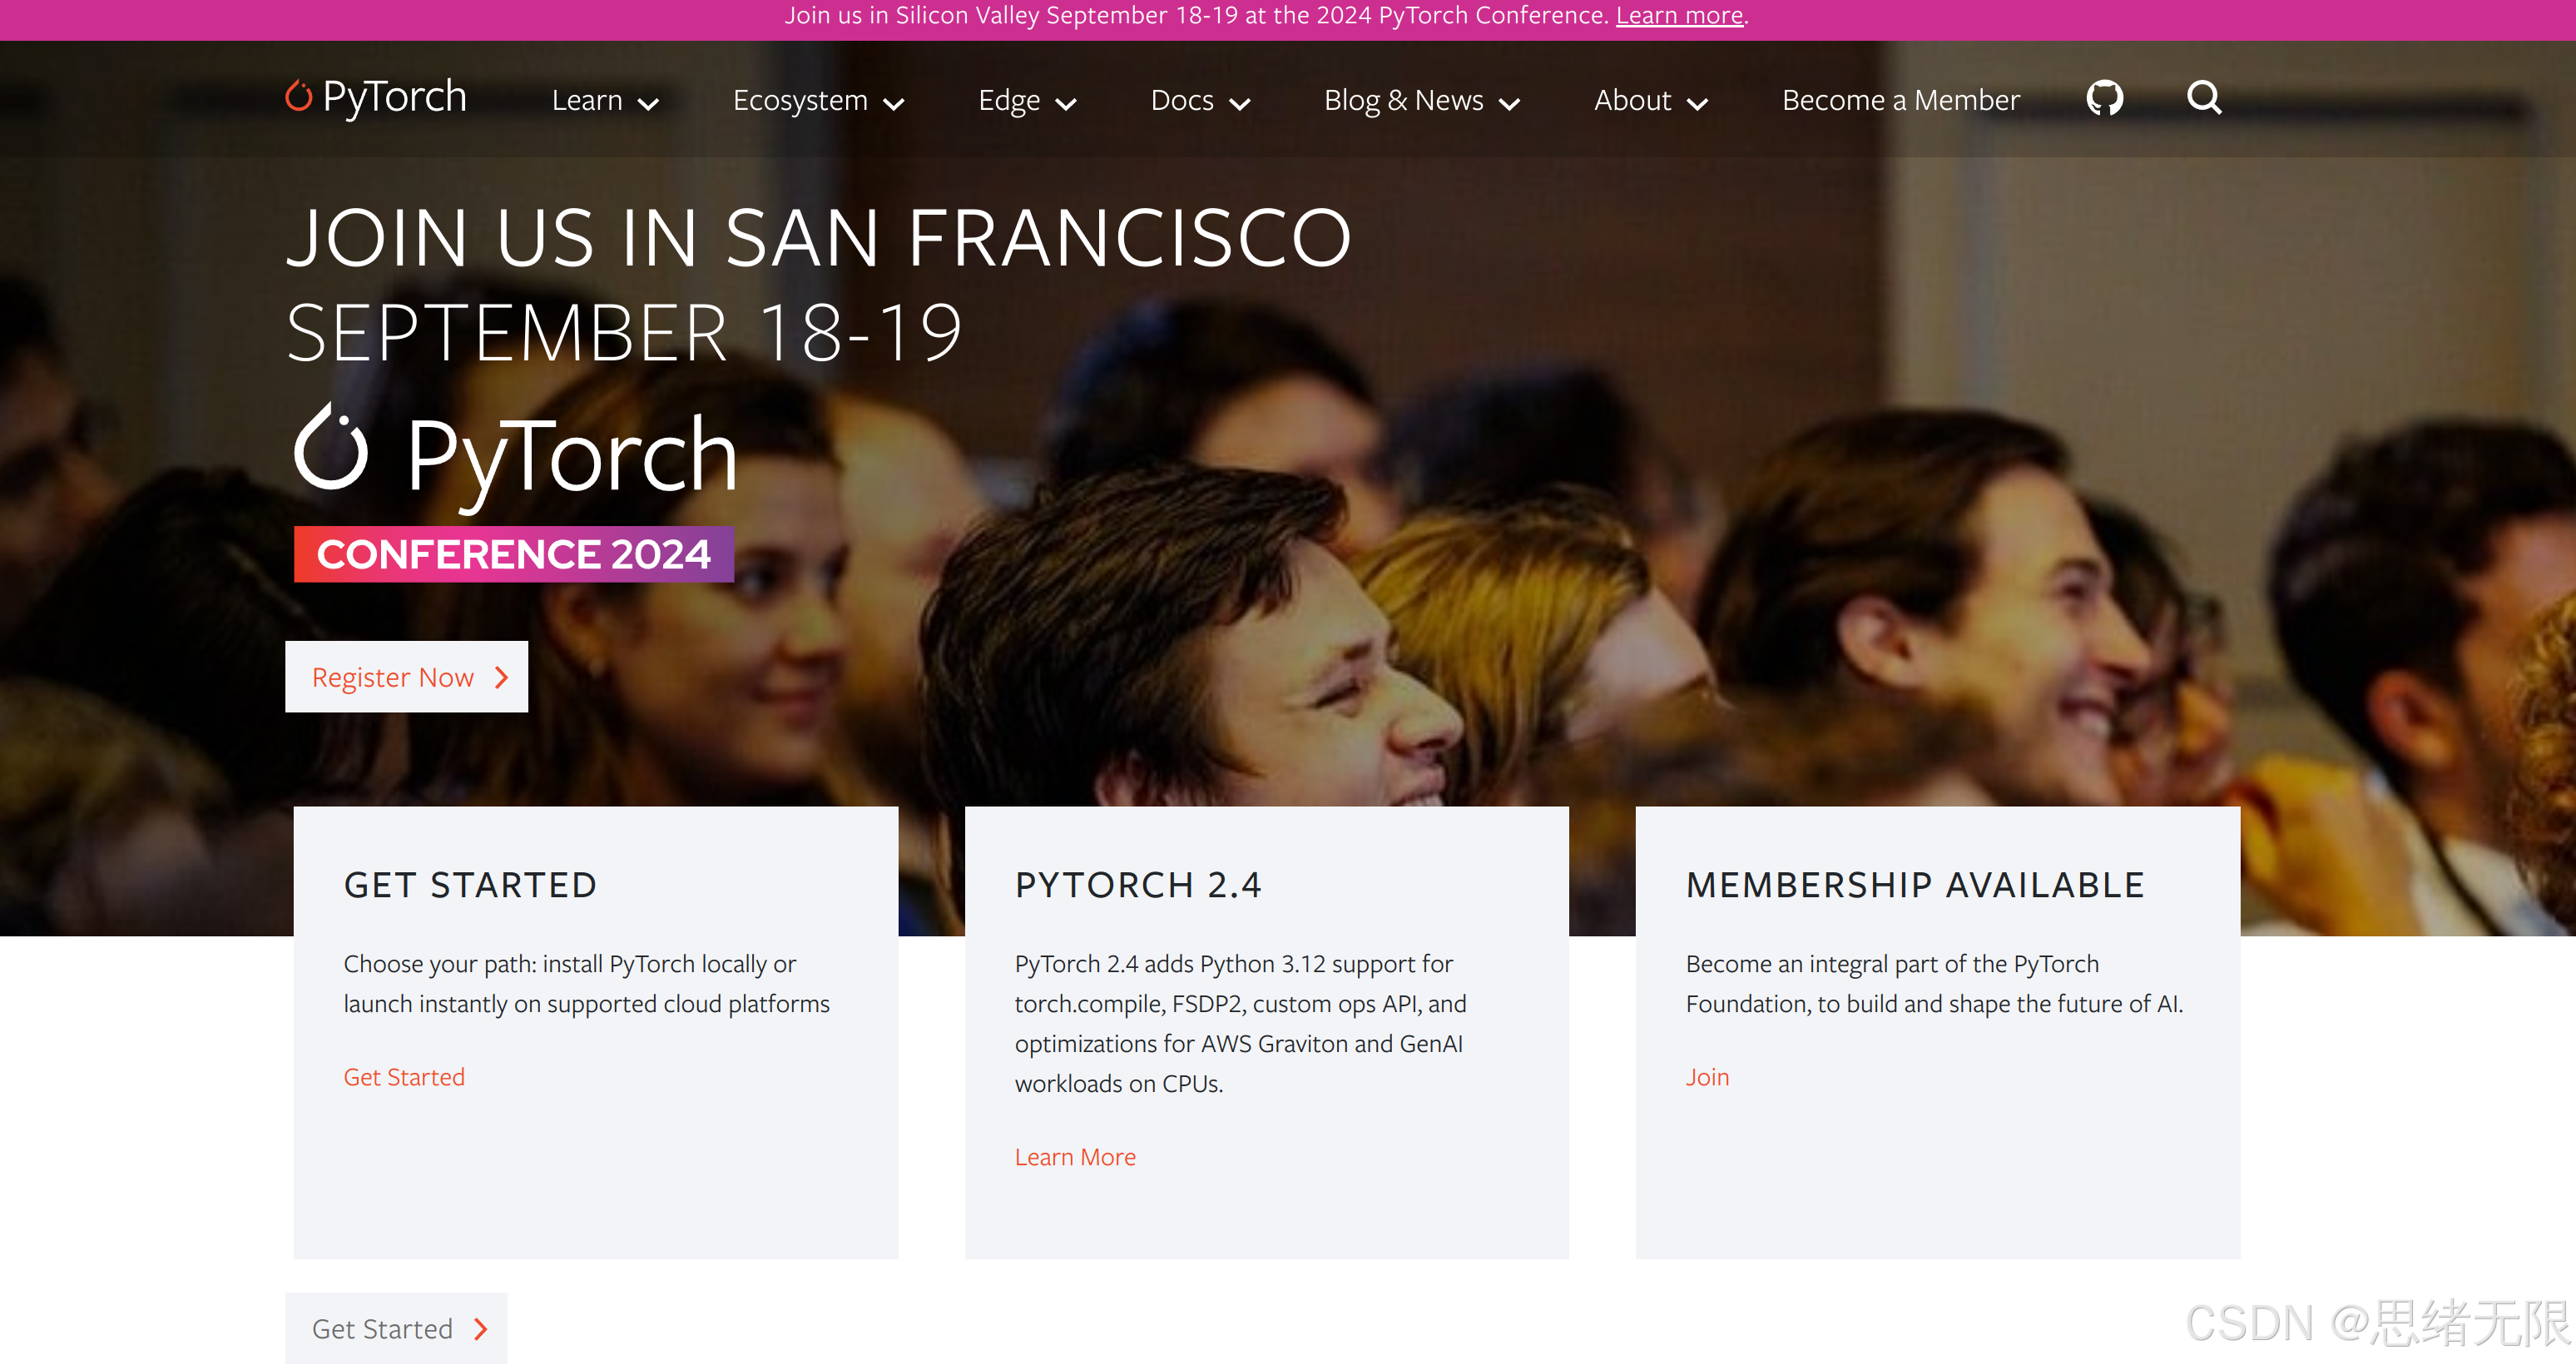 Join us in Silicon Valley September 18-19 at the 2024 PyTorch Conference. Learn more.
PyTorch
Learn
Ecosystem
Edge
Docs
Blog & News
About
Become a Member
JOIN US IN SAN FRANCISCO
SEPTEMBER 18-19
PyTorch
CONFERENCE 2024
Register Now
GET STARTED
Choose your path: install PyTorch locally or
launch instantly on supported cloud platforms
Get Started
PYTORCH 2.4
PyTorch 2.4 adds Python 3.12 support for
torch.compile, FSDP2, custom ops API, and
optimizations for AWS Graviton and GenAI
workloads on CPUs.
Learn More
MEMBERSHIP AVAILABLE
Become an integral part of the PyTorch
Foundation, to build and shape the future of AI.
Join
Get Started
CSDN @思绪无限